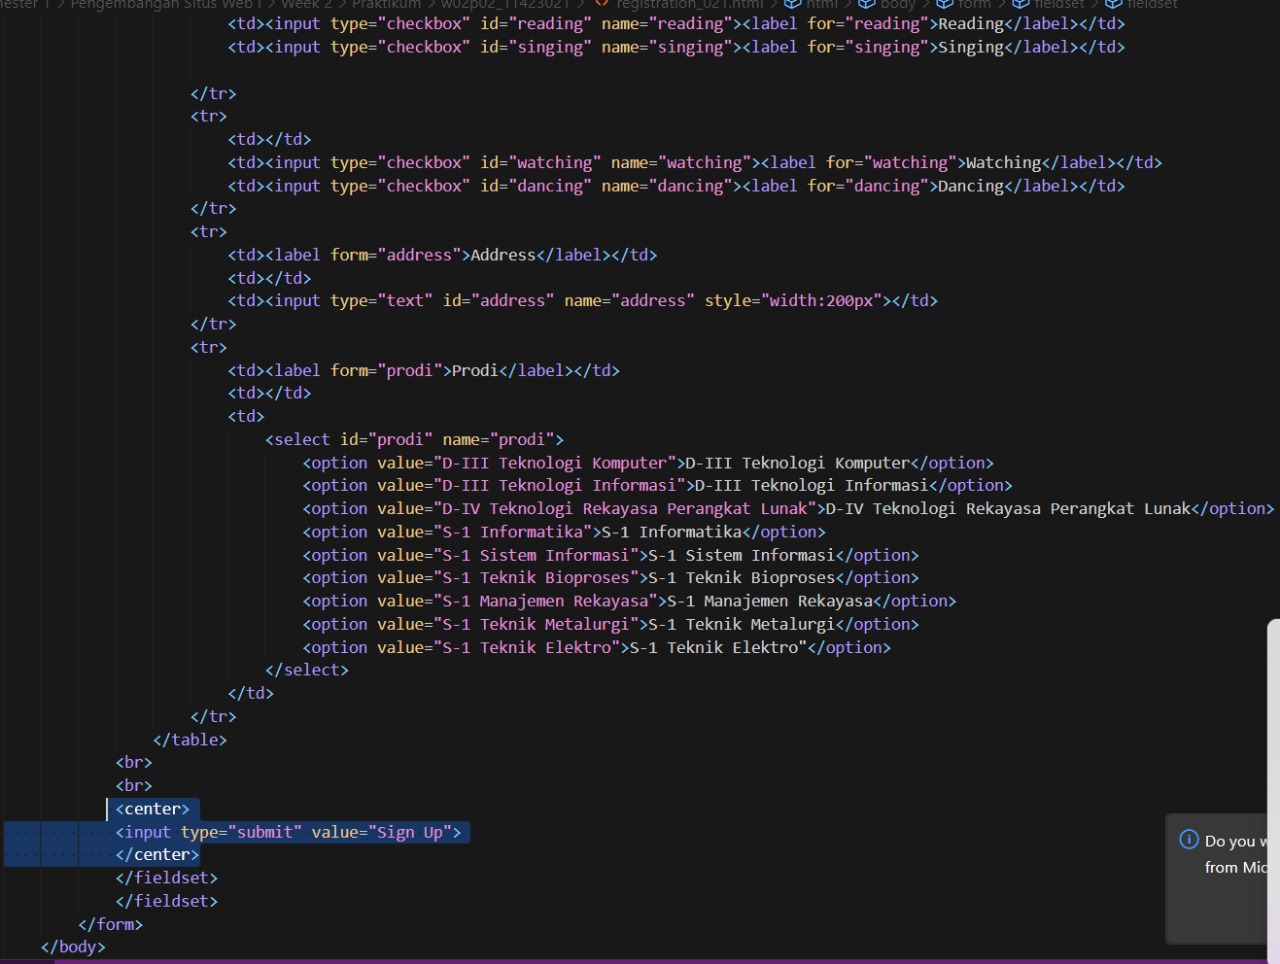 Pengembangan Situs Web I > Week 2 > Praktikum > w02p02_11423021 > <> registration_021.html > html > body > form > fieldset > fieldset
<td><input type="checkbox" id="reading" name="reading"><label for="reading">Reading</label></td>
<td><input type="checkbox" id="singing" name="singing"><label for="singing">Singing</label></td>
</tr>
<tr>
<td></td>
<td><input type="checkbox" id="watching" name="watching"><label for="watching">Watching</label></td>
<td><input type="checkbox" id="dancing" name="dancing"><label for="dancing">Dancing</label></td>
</tr>
<tr>
<td><label form="address">Address</label></td>
<td></td>
<td><input type="text" id="address" name="address" style="width:200px"></td>
</tr>
<tr>
<td><label form="prodi">Prodi</label></td>
<td></td>
<td>
<select id="prodi" name="prodi">
<option value="D-III Teknologi Komputer">D-III Teknologi Komputer</option>
<option value="D-III Teknologi Informasi">D-III Teknologi Informasi</option>
<option value="D-IV Teknologi Rekayasa Perangkat Lunak">D-IV Teknologi Rekayasa Perangkat Lunak</option>
<option value="S-1 Informatika">S-1 Informatika</option>
<option value="S-1 Sistem Informasi">S-1 Sistem Informasi</option>
<option value="S-1 Teknik Bioproses">S-1 Teknik Bioproses</option>
<option value="S-1 Manajemen Rekayasa">S-1 Manajemen Rekayasa</option>
<option value="S-1 Teknik Metalurgi">S-1 Teknik Metalurgi</option>
<option value="S-1 Teknik Elektro">S-1 Teknik Elektro"</option>
</select>
</td>
</tr>
</table>
<br>
<br>
<center>
<input type="submit" value="Sign Up">
</center>
</fieldset>
</fieldset>
</form>
</body>
Do you
from